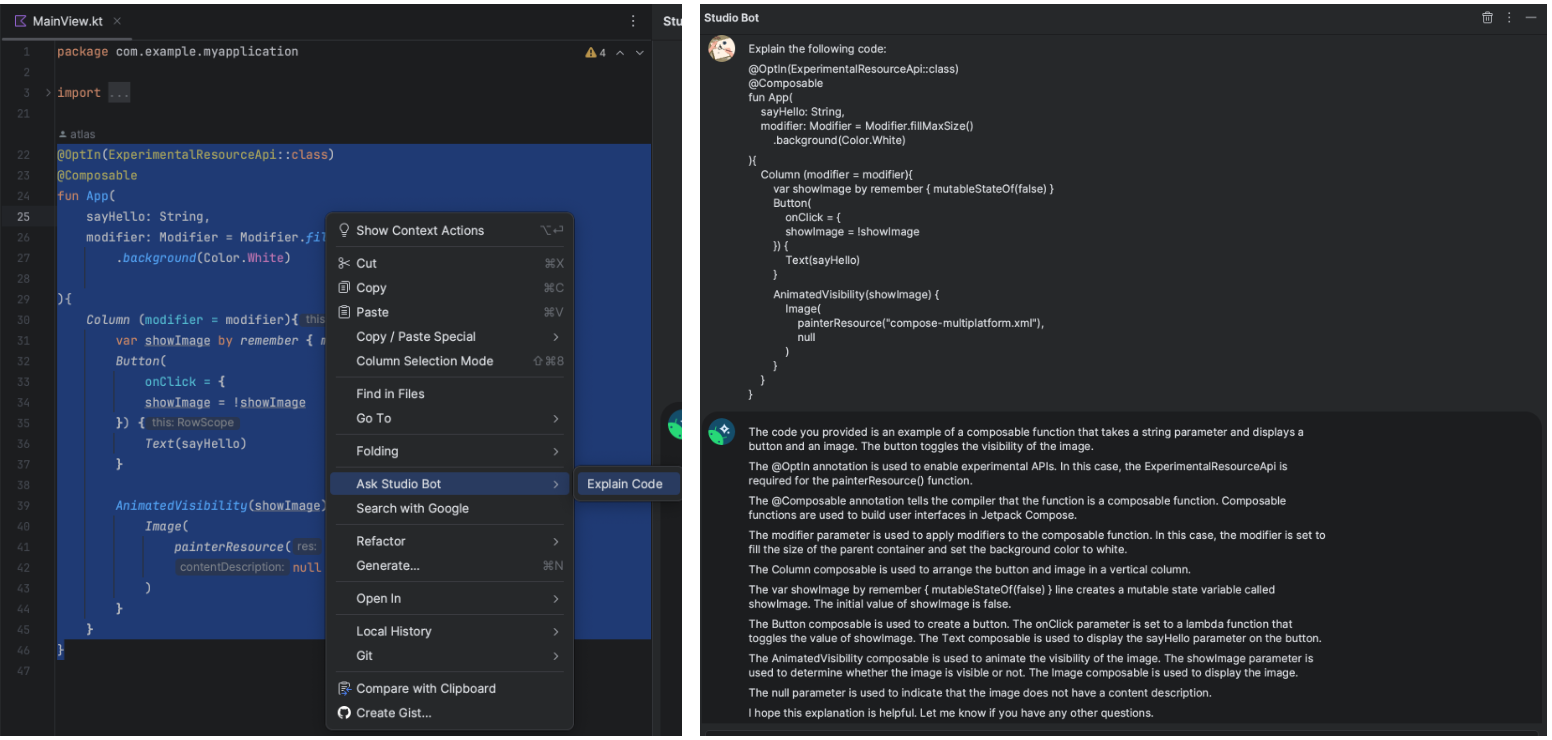 MainView.kt
1 package com.example.myapplication
4
2
3 import ...
21
atlas
22 @OptIn(ExperimentalResourceApi::class)
23 @Composable
24 fun App(
25 sayHello: String,
26 modifier: Modifier = Modifier.fil
27 .background(Color.White)
28
29 ){
30 Column (modifier = modifier){ this
31 var showImage by remember { m
32 Button(
33 onClick = {
34 showImage = !showImage
35 }) { this: RowScope
36 Text(sayHello)
37 }
38
39 AnimatedVisibility(showImage)
40 Image(
41 painterResource( res:
42 contentDescription: null
43 )
44 }
45 }
46 }
47
Show Context Actions ⌥⏎
Cut ⌘X
Copy ⌘C
Paste ⌘V
Copy / Paste Special
Column Selection Mode ⇧⌘8
Find in Files
Go To
Folding
Ask Studio Bot
Explain Code
Search with Google
Refactor
Generate... ⌘N
Open In
Local History
Git
Compare with Clipboard
Create Gist...
Stu
Studio Bot
Explain the following code:
@OptIn(ExperimentalResourceApi::class)
@Composable
fun App(
sayHello: String,
modifier: Modifier = Modifier.fillMaxSize()
.background(Color.White)
){
Column (modifier = modifier){
var showImage by remember { mutableStateOf(false) }
Button(
onClick = {
showImage = !showImage
}) {
Text(sayHello)
}
AnimatedVisibility(showImage) {
Image(
painterResource("compose-multiplatform.xml"),
null
)
}
}
}
The code you provided is an example of a composable function that takes a string parameter and displays a
button and an image. The button toggles the visibility of the image.
The @OptIn annotation is used to enable experimental APIs. In this case, the ExperimentalResourceApi is
required for the painterResource() function.
The @Composable annotation tells the compiler that the function is a composable function. Composable
functions are used to build user interfaces in Jetpack Compose.
The modifier parameter is used to apply modifiers to the composable function. In this case, the modifier is set to
fill the size of the parent container and set the background color to white.
The Column composable is used to arrange the button and image in a vertical column.
The var showImage by remember { mutableStateOf(false) } line creates a mutable state variable called
showImage. The initial value of showImage is false.
The Button composable is used to create a button. The onClick parameter is set to a lambda function that
toggles the value of showImage. The Text composable is used to display the sayHello parameter on the button.
The AnimatedVisibility composable is used to animate the visibility of the image. The showImage parameter is
used to determine whether the image is visible or not. The Image composable is used to display the image.
The null parameter is used to indicate that the image does not have a content description.
I hope this explanation is helpful. Let me know if you have any other questions.